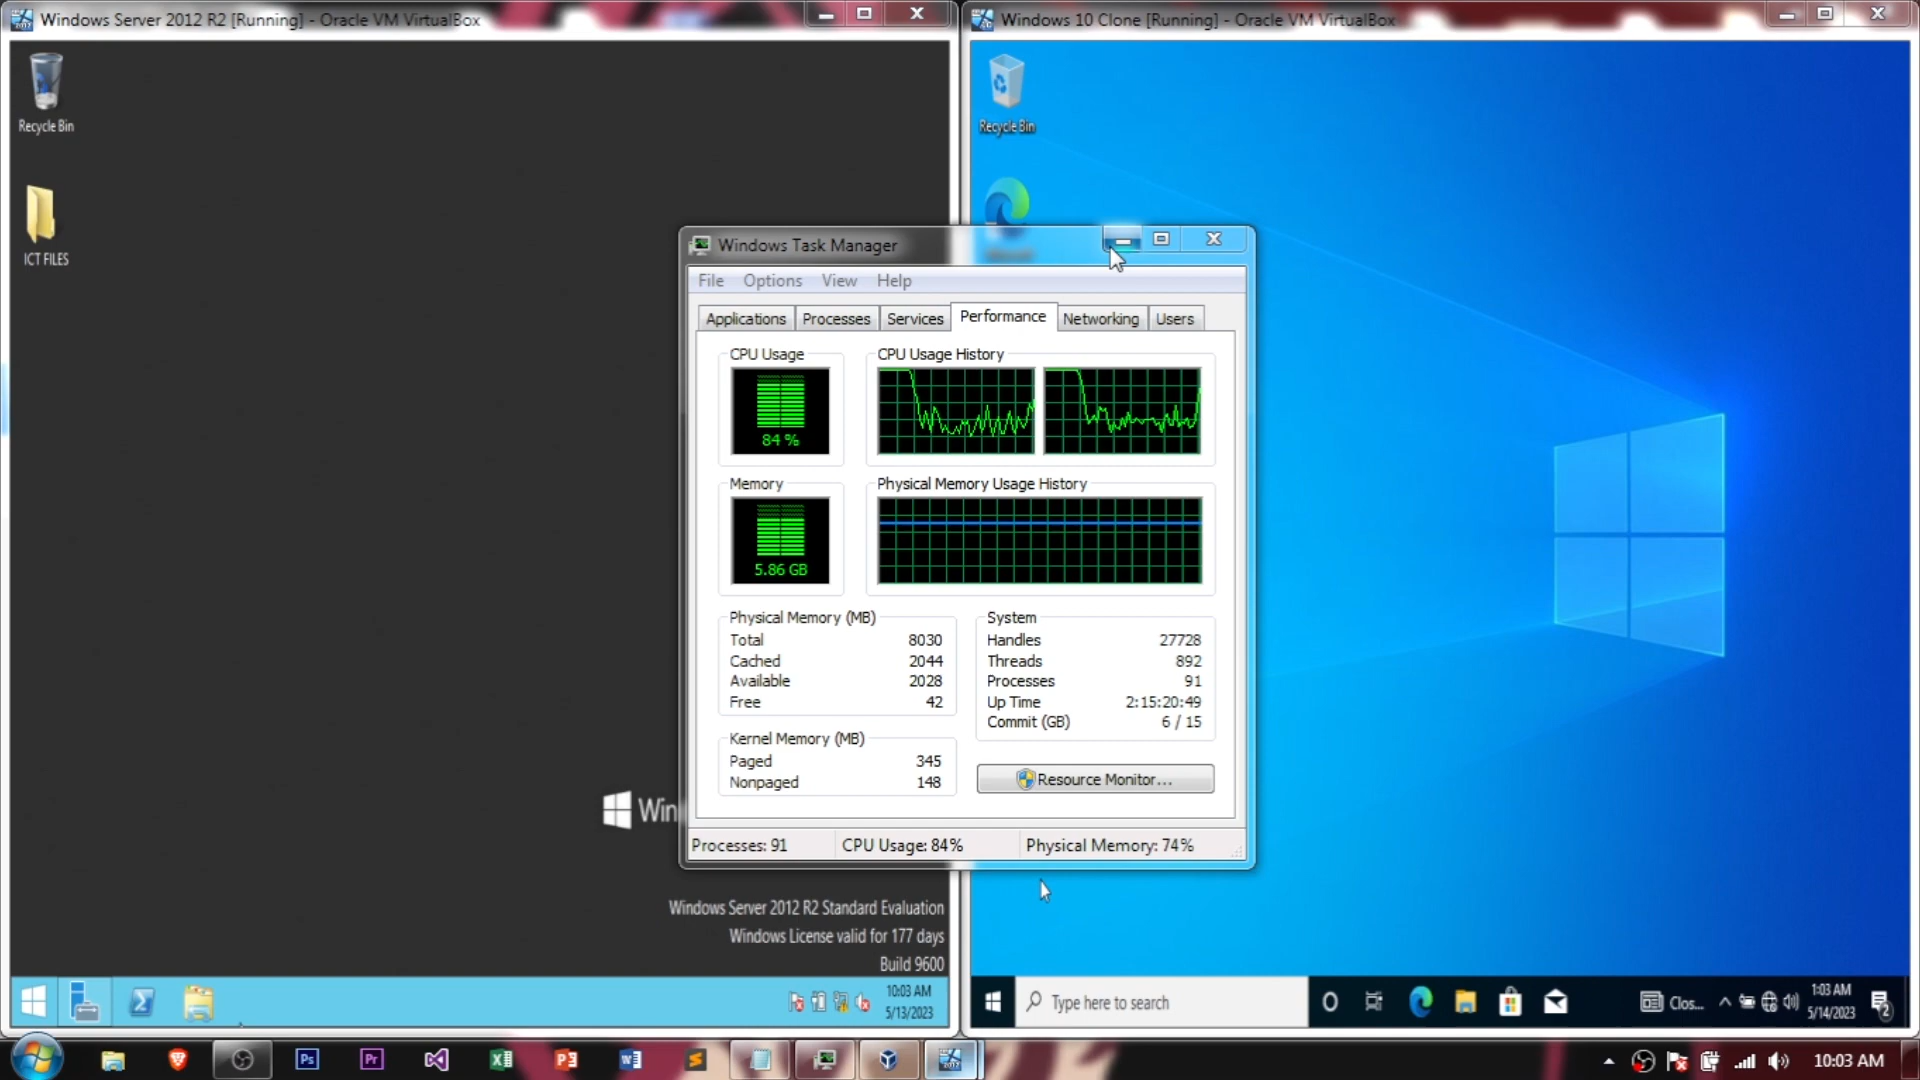 Windows Server 2012 R2 [Running] - Oracle VM VirtualBox
Windows 10 Clone [Running] - Oracle VM VirtualBox
Recycle Bin
ICT FILES
Recycle Bin
Windows Task Manager
File Options View Help
Applications Processes Services Performance Networking Users
CPU Usage
CPU Usage History
84 %
Memory
Physical Memory Usage History
5.86 GB
Physical Memory (MB)
Total 8030
Cached 2044
Available 2028
Free 42
System
Handles 27728
Threads 892
Processes 91
Up Time 2:15:20:49
Commit (GB) 6 / 15
Kernel Memory (MB)
Paged 345
Nonpaged 148
Resource Monitor...
Processes: 91 CPU Usage: 84% Physical Memory: 74%
Win
Windows Server 2012 R2 Standard Evaluation
Windows License valid for 177 days
Build 9600
10:03 AM
5/13/2023
Type here to search
Clos...
1:03 AM
5/14/2023
2
Ps
Pr
10:03 AM